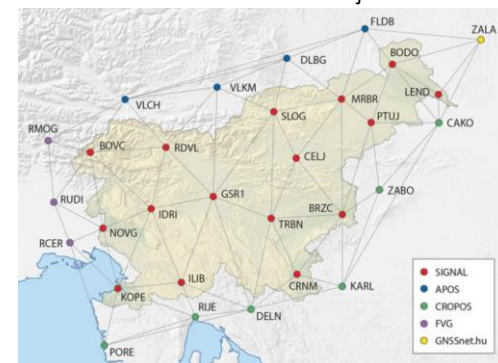 FLDB
ZALA
BODO
DLBG
VLKM
LEND
VLCH
MRBR
SLOG
PTUJ
CAKO
RMOG
BOVC
RDVL
CELJ
ZABO
RUDI
GSR1
BRZC
IDRI
TRBN
NOVG
RCER
ILIB
CRNM
KARL
KOPE
RIJE
DELN
PORE
SIGNAL
APOS
CROPOS
FVG
GNSSnet.hu